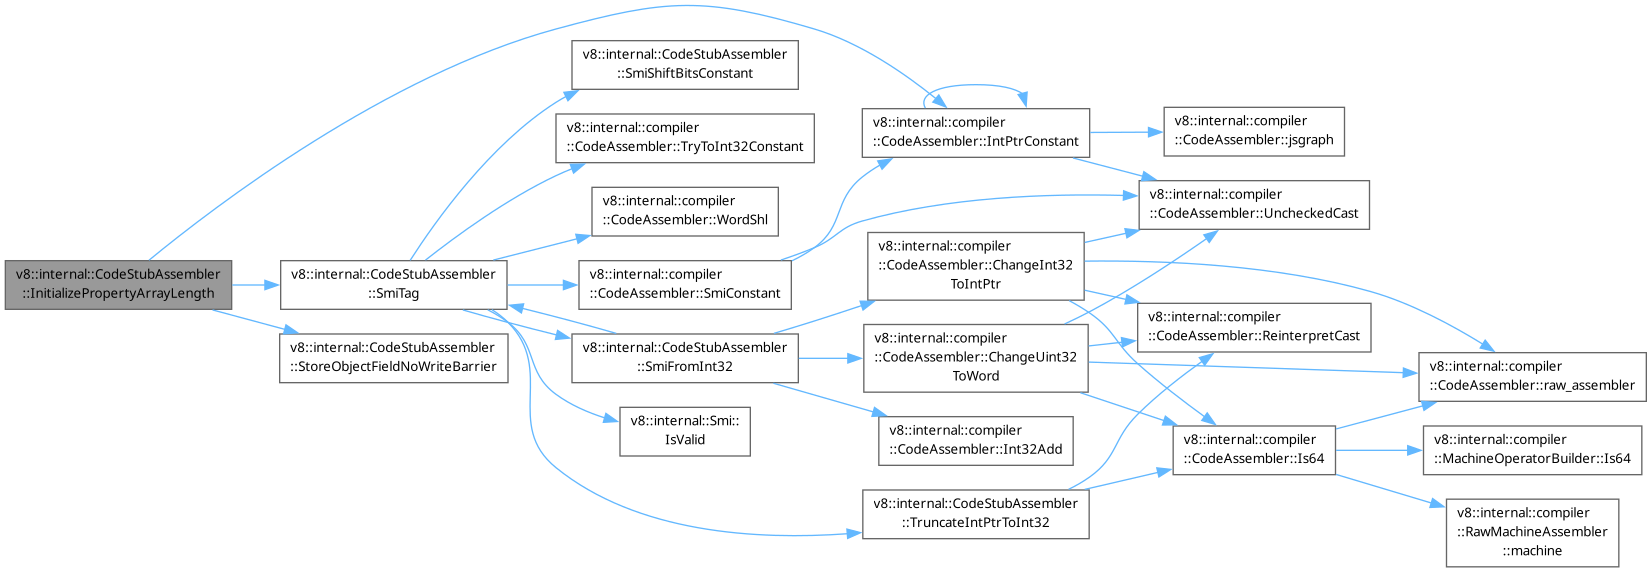 v8::internal::CodeStubAssembler
::InitializePropertyArrayLength
v8::internal::CodeStubAssembler
::SmiTag
v8::internal::CodeStubAssembler
::StoreObjectFieldNoWriteBarrier
v8::internal::CodeStubAssembler
::SmiShiftBitsConstant
v8::internal::compiler
::CodeAssembler::TryToInt32Constant
v8::internal::compiler
::CodeAssembler::WordShl
v8::internal::compiler
::CodeAssembler::SmiConstant
v8::internal::CodeStubAssembler
::SmiFromInt32
v8::internal::Smi::
IsValid
v8::internal::compiler
::CodeAssembler::IntPtrConstant
v8::internal::compiler
::CodeAssembler::ChangeInt32
ToIntPtr
v8::internal::compiler
::CodeAssembler::ChangeUint32
ToWord
v8::internal::compiler
::CodeAssembler::Int32Add
v8::internal::CodeStubAssembler
::TruncateIntPtrToInt32
v8::internal::compiler
::CodeAssembler::jsgraph
v8::internal::compiler
::CodeAssembler::UncheckedCast
v8::internal::compiler
::CodeAssembler::ReinterpretCast
v8::internal::compiler
::CodeAssembler::Is64
v8::internal::compiler
::CodeAssembler::raw_assembler
v8::internal::compiler
::MachineOperatorBuilder::Is64
v8::internal::compiler
::RawMachineAssembler
::machine